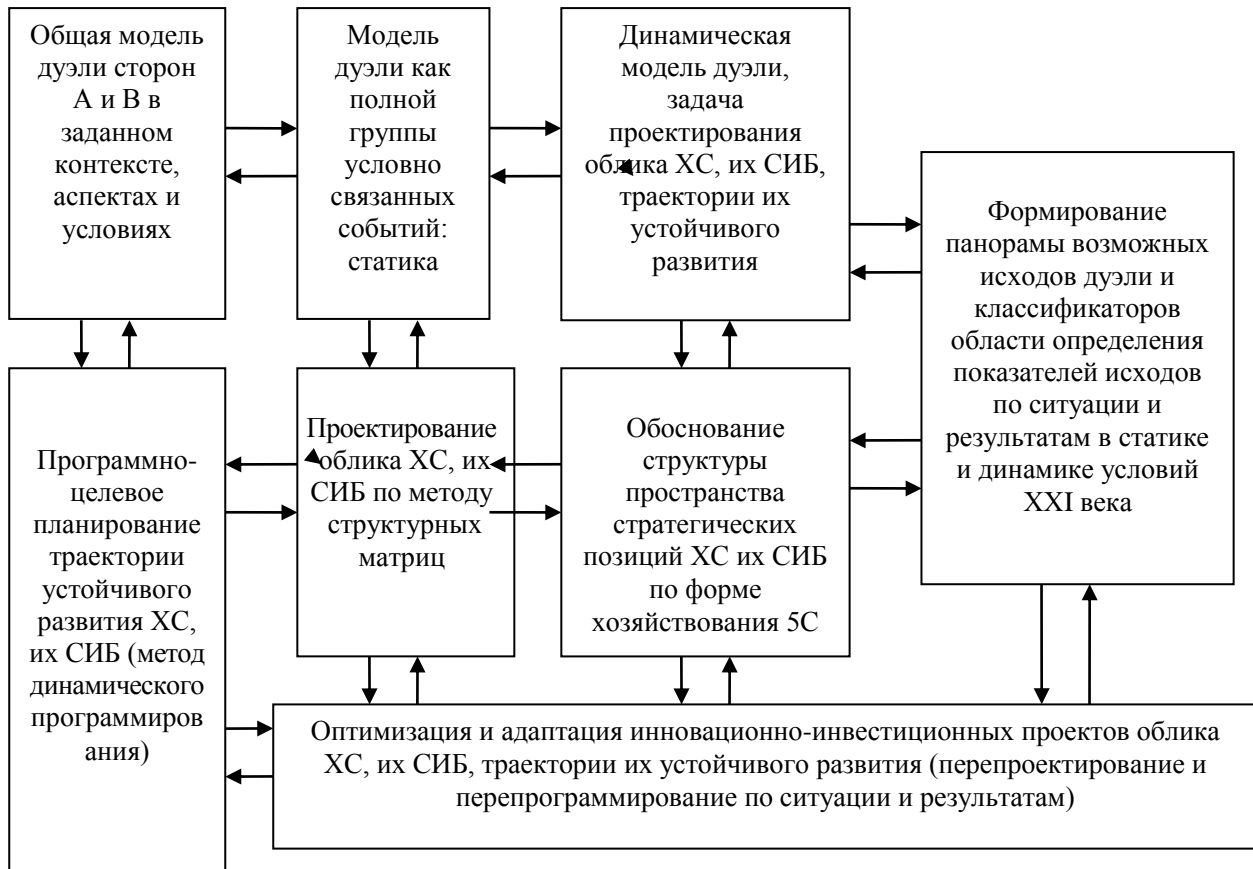 Общая модель
дуэли сторон
А и В в
заданном
контексте,
аспектах и
условиях
Модель
дуэли как
полной
группы
условно
связанных
событий:
статика
Динамическая
модель дуэли,
задача
проектирования
облика ХС, их СИБ,
траектории их
устойчивого
развития
Формирование
панорамы возможных
исходов дуэли и
классификаторов
области определения
показателей исходов
по ситуации и
результатам в статике
и динамике условий
XXI века
Программно-
целевое
планирование
траектории
устойчивого
развития ХС,
их СИБ (метод
динамического
программиров
ания)
Проектирование
облика ХС, их
СИБ по методу
структурных
матриц
Обоснование
структуры
пространства
стратегических
позиций ХС их СИБ
по форме
хозяйствования 5С
Оптимизация и адаптация инновационно-инвестиционных проектов облика
ХС, их СИБ, траектории их устойчивого развития (перепроектирование и
перепрограммирование по ситуации и результатам)